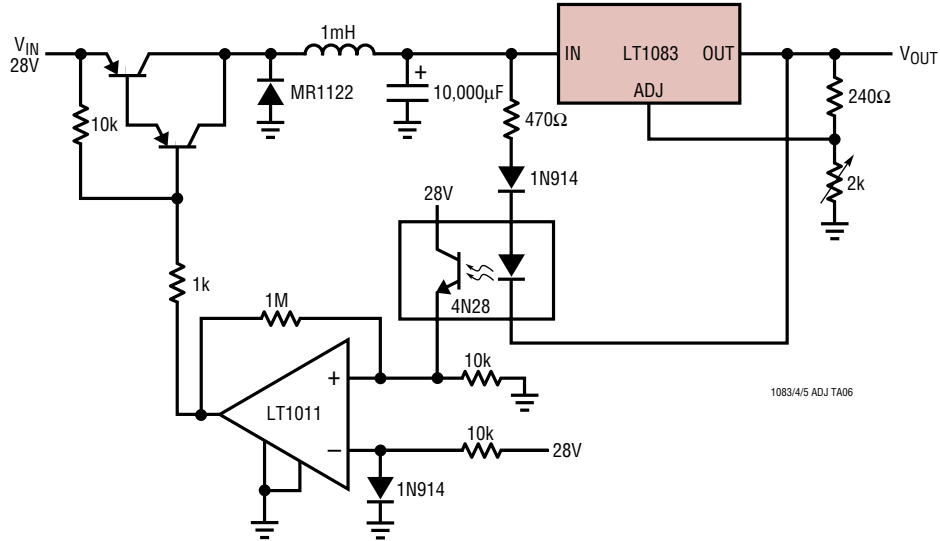 V_IN
28V
1mH
MR1122
+
10,000µF
10k
IN
LT1083
OUT
ADJ
V_OUT
240Ω
470Ω
2k
1N914
28V
4N28
1k
1M
+
10k
LT1011
1083/4/5 ADJ TA06
10k
–
28V
1N914